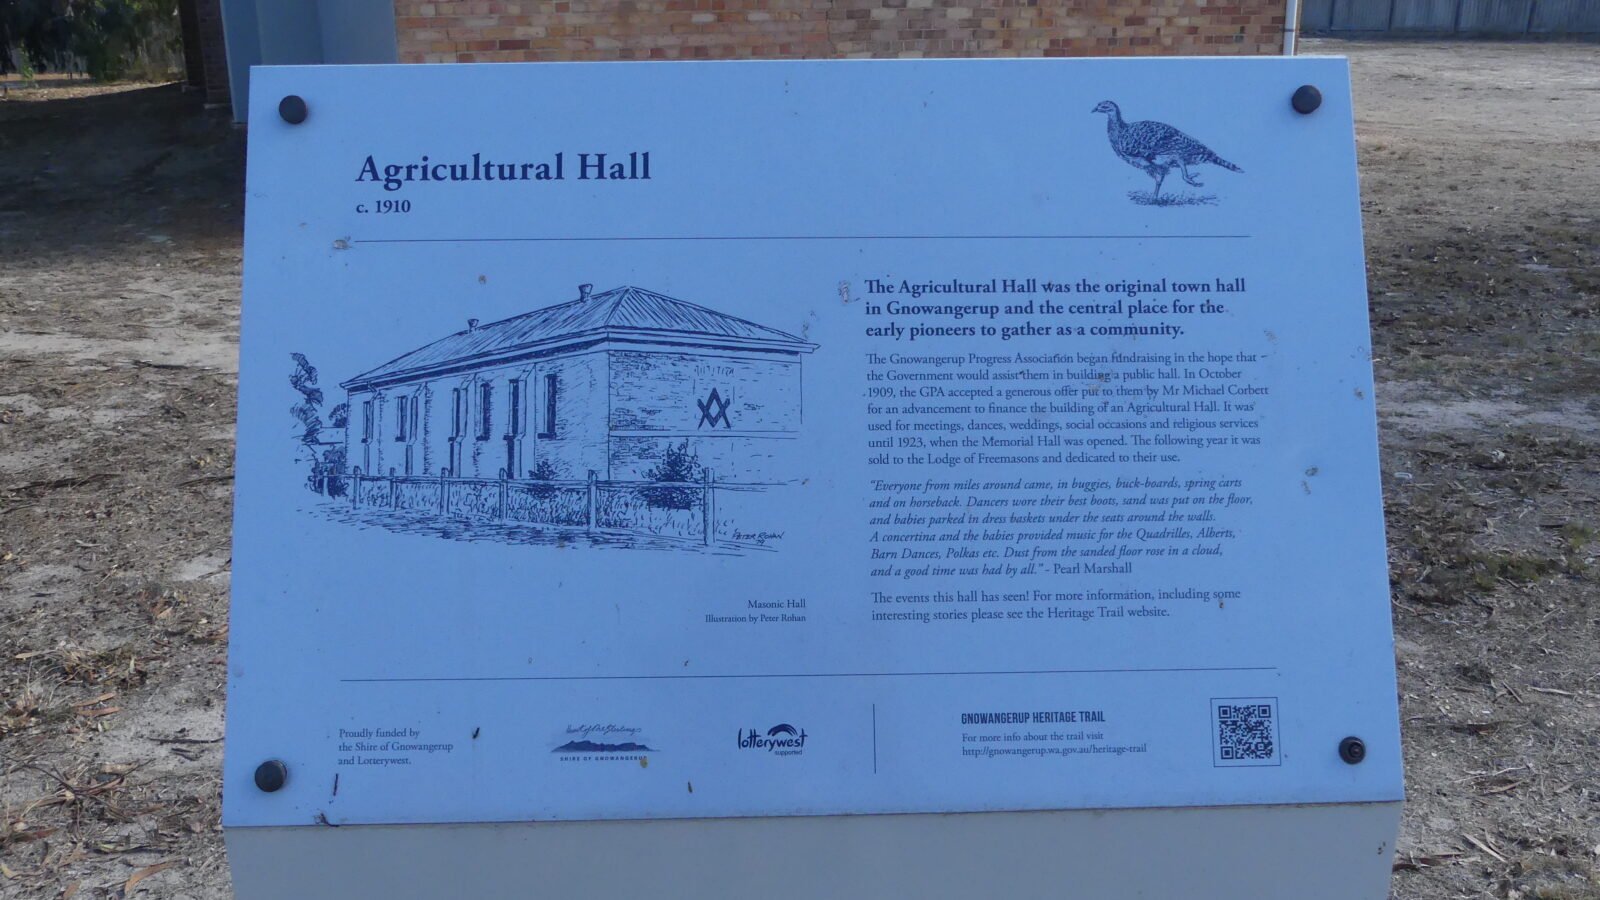 Agricultural Hall
c. 1910
The Agricultural Hall was the original town hall
in Gnowangerup and the central place for the
early pioneers to gather as a community.
The Gnowangerup Progress Association began fundraising in the hope that
the Government would assist them in building a public hall. In October
1909, the GPA accepted a generous offer put to them by Mr Michael Corbett
for an advancement to finance the building of an Agricultural Hall. It was
used for meetings, dances, weddings, social occasions and religious services
until 1923, when the Memorial Hall was opened. The following year it was
sold to the Lodge of Freemasons and dedicated to their use.
“Everyone from miles around came, in buggies, buck-boards, spring carts
and on horseback. Dancers wore their best boots, sand was put on the floor,
and babies parked in dress baskets under the seats around the walls.
A concertina and the babies provided music for the Quadrilles, Alberts,
Barn Dances, Polkas etc. Dust from the sanded floor rose in a cloud,
and a good time was had by all.” - Pearl Marshall
The events this hall has seen! For more information, including some
interesting stories please see the Heritage Trail website.
PETER ROHAN
79
Masonic Hall
Illustration by Peter Rohan
Proudly funded by
the Shire of Gnowangerup
and Lotterywest.
Heart of the Stirlings
SHIRE OF GNOWANGERUP
lotterywest
supported
GNOWANGERUP HERITAGE TRAIL
For more info about the trail visit
http://gnowangerup.wa.gov.au/heritage-trail